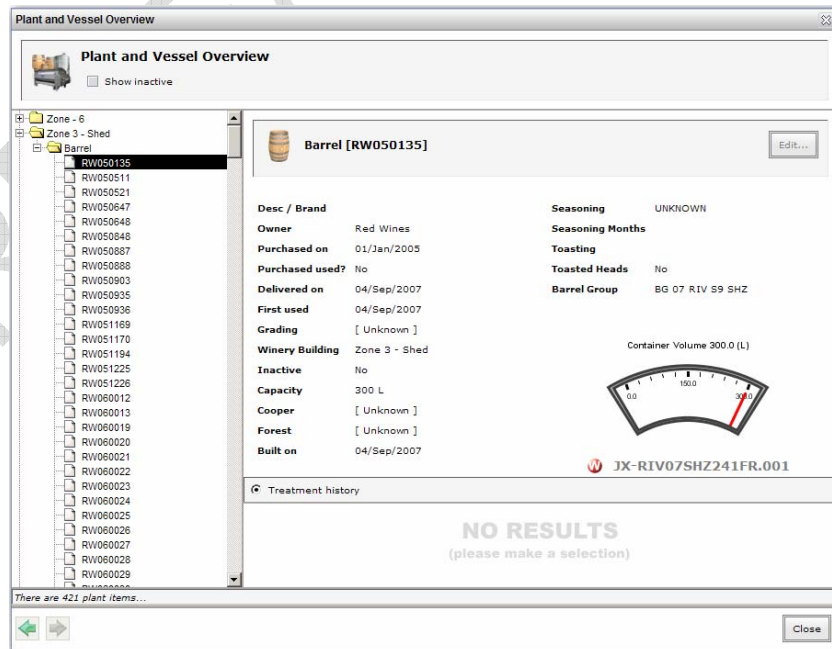 Plant and Vessel Overview
Plant and Vessel Overview
Show inactive
Zone - 6
Zone 3 - Shed
Barrel
RW050135
RW050511
RW050521
RW050647
RW050648
RW050848
RW050887
RW050888
RW050903
RW050935
RW050936
RW051169
RW051170
RW051194
RW051225
RW051226
RW060012
RW060013
RW060019
RW060020
RW060021
RW060022
RW060023
RW060024
RW060025
RW060026
RW060027
RW060028
RW060029
Barrel [RW050135]
Edit...
Desc / Brand
Owner Red Wines
Purchased on 01/Jan/2005
Purchased used? No
Delivered on 04/Sep/2007
First used 04/Sep/2007
Grading [ Unknown ]
Winery Building Zone 3 - Shed
Inactive No
Capacity 300 L
Cooper [ Unknown ]
Forest [ Unknown ]
Built on 04/Sep/2007
Seasoning UNKNOWN
Seasoning Months
Toasting
Toasted Heads No
Barrel Group BG 07 RIV S9 SHZ
Container Volume 300.0 (L)
0.0 150.0 300.0
JX-RIV07SHZ241FR.001
Treatment history
NO RESULTS
(please make a selection)
There are 421 plant items...
Close